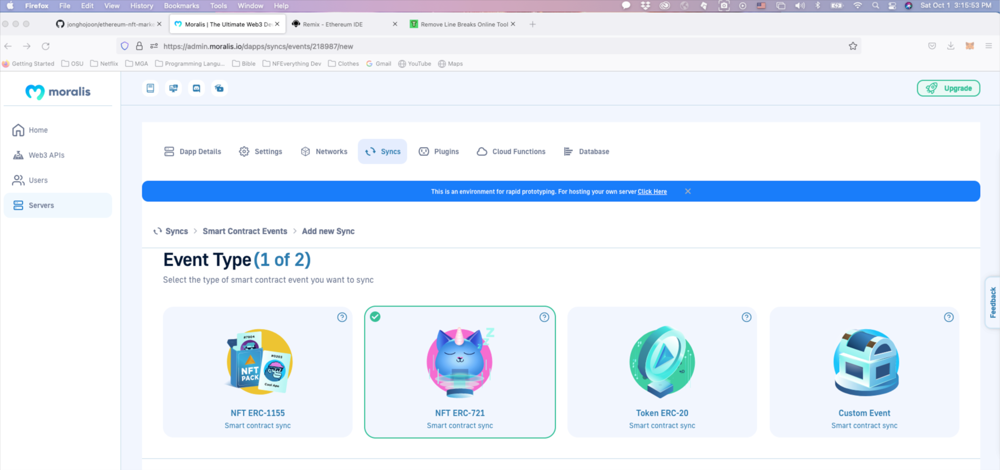 Firefox File Edit View History Bookmarks Tools Window Help Sat Oct 1 3:15:53 PM
jonghojoon/ethereum-nft-marke Moralis | The Ultimate Web3 De Remix - Ethereum IDE Remove Line Breaks Online Tool
https://admin.moralis.io/dapps/syncs/events/218987/new
Getting Started OSU Netflix MGA Programming Langu... Bible NFEverything Dev Clothes Gmail YouTube Maps
moralis
Upgrade
Home
Web3 APIs
Users
Servers
Dapp Details Settings Networks Syncs Plugins Cloud Functions Database
This is an environment for rapid prototyping. For hosting your own server Click Here
Syncs > Smart Contract Events > Add new Sync
Event Type (1 of 2)
Select the type of smart contract event you want to sync
Feedback
#7804
#0203
NFT
PACK
Cool Ape
z z Z
NFT ERC-1155
Smart contract sync
NFT ERC-721
Smart contract sync
Token ERC-20
Smart contract sync
Custom Event
Smart contract sync